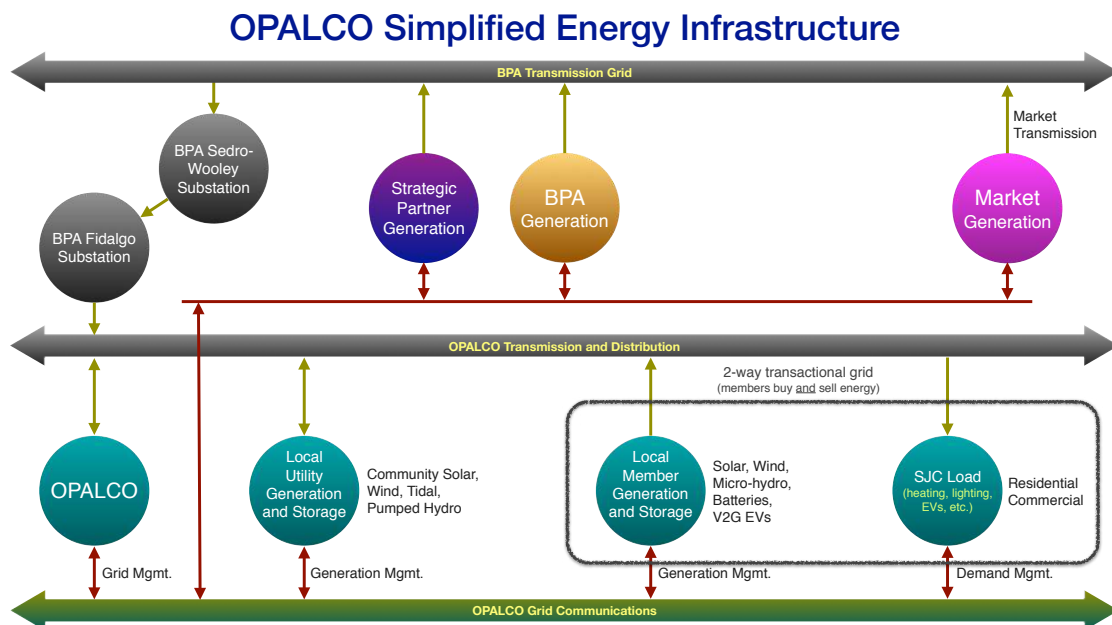 OPALCO Simplified Energy Infrastructure
BPA Transmission Grid
Market
Transmission
BPA Sedro-
Wooley
Substation
Strategic
Partner
Generation
BPA
Generation
Market
Generation
BPA Fidalgo
Substation
OPALCO Transmission and Distribution
2-way transactional grid
(members buy and sell energy)
OPALCO
Local
Utility
Generation
and Storage
Community Solar,
Wind, Tidal,
Pumped Hydro
Local
Member
Generation
and Storage
Solar, Wind,
Micro-hydro,
Batteries,
V2G EVs
SJC Load
(heating, lighting,
EVs, etc.)
Residential
Commercial
Grid Mgmt.
Generation Mgmt.
Generation Mgmt.
Demand Mgmt.
OPALCO Grid Communications